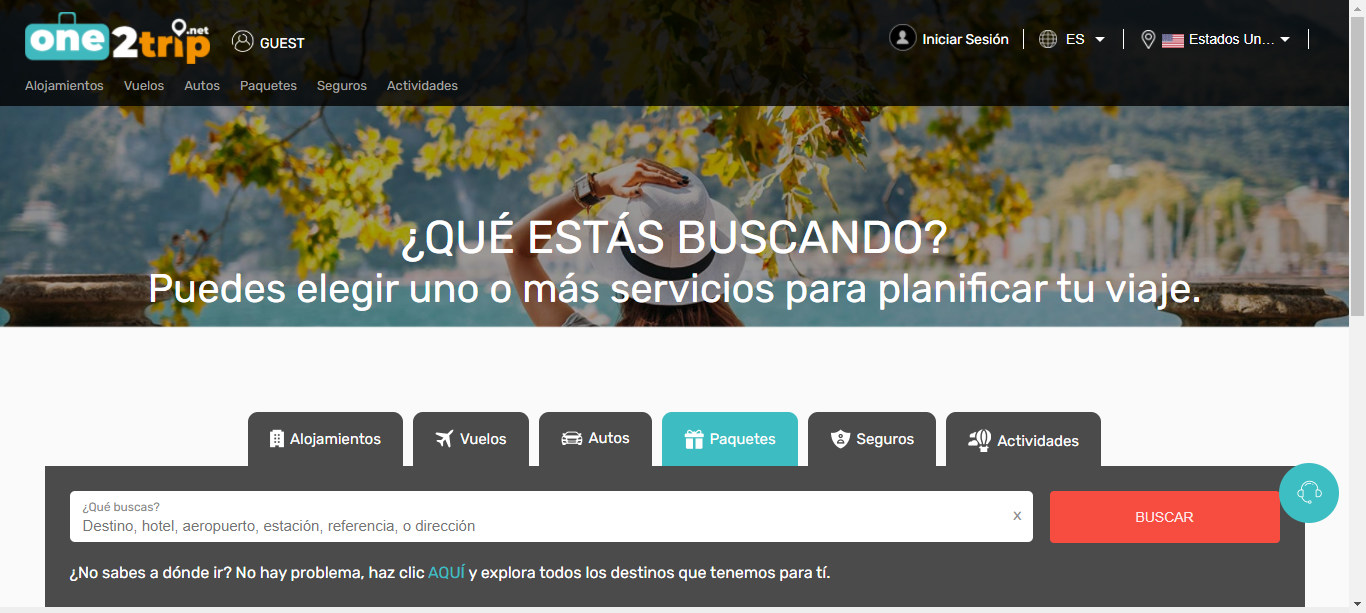 one2trip.net
GUEST
Iniciar Sesión
ES
Estados Un...
Alojamientos Vuelos Autos Paquetes Seguros Actividades
¿QUÉ ESTÁS BUSCANDO?
Puedes elegir uno o más servicios para planificar tu viaje.
Alojamientos Vuelos Autos Paquetes Seguros Actividades
¿Qué buscas?
Destino, hotel, aeropuerto, estación, referencia, o dirección
x
BUSCAR
¿No sabes a dónde ir? No hay problema, haz clic AQUÍ y explora todos los destinos que tenemos para tí.